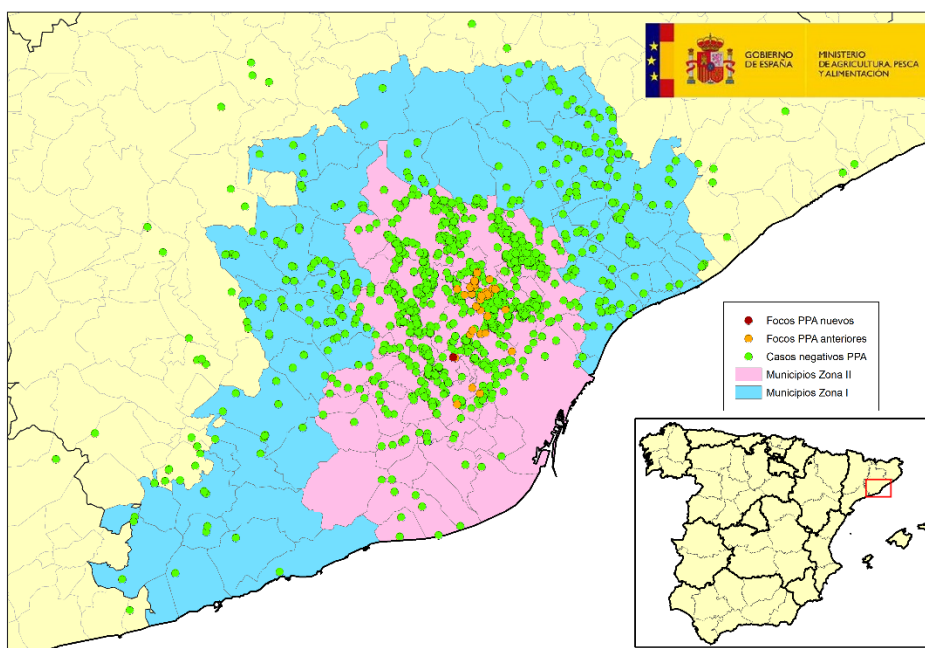 GOBIERNO
DE ESPAÑA
MINISTERIO
DE AGRICULTURA, PESCA
Y ALIMENTACIÓN
Focos PPA nuevos
Focos PPA anteriores
Casos negativos PPA
Municipios Zona II
Municipios Zona I